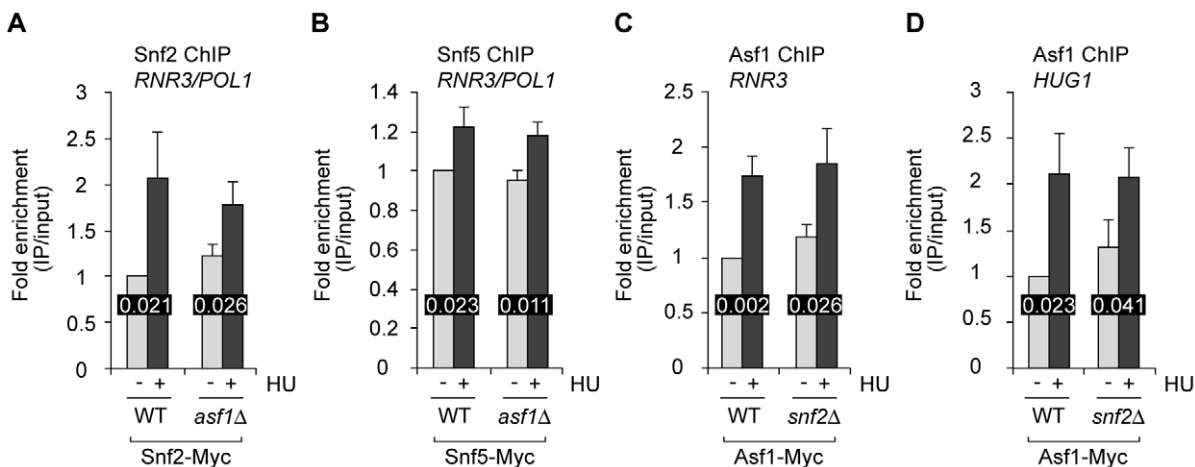 A
Snf2 ChIP
RNR3/POL1
Fold enrichment
(IP/input)
3
2.5
2
1.5
1
0.5
0
0.021
0.026
- + - + HU
WT asf1Δ
Snf2-Myc
B
Snf5 ChIP
RNR3/POL1
Fold enrichment
(IP/input)
1.4
1.2
1
0.8
0.6
0.4
0.2
0
0.023
0.011
- + - + HU
WT asf1Δ
Snf5-Myc
C
Asf1 ChIP
RNR3
Fold enrichment
(IP/input)
2.5
2
1.5
1
0.5
0
0.002
0.026
- + - + HU
WT snf2Δ
Asf1-Myc
D
Asf1 ChIP
HUG1
Fold enrichment
(IP/input)
3
2.5
2
1.5
1
0.5
0
0.023
0.041
- + - + HU
WT snf2Δ
Asf1-Myc